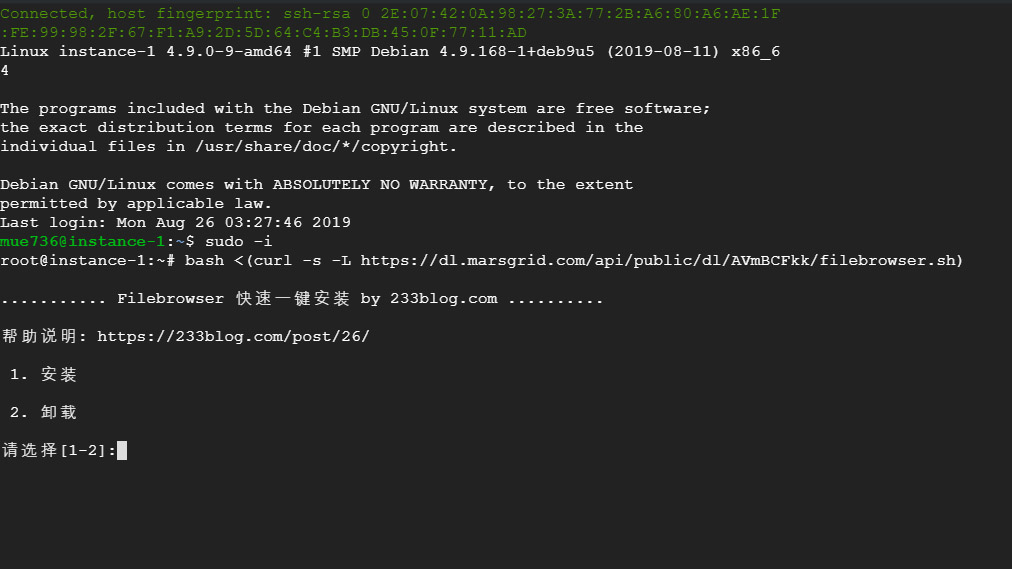 Connected, host fingerprint: ssh-rsa 0 2E:07:42:0A:98:27:3A:77:2B:A6:80:A6:AE:1F
:FE:99:98:2F:67:F1:A9:2D:5D:64:C4:B3:DB:45:0F:77:11:AD
Linux instance-1 4.9.0-9-amd64 #1 SMP Debian 4.9.168-1+deb9u5 (2019-08-11) x86_6
4
The programs included with the Debian GNU/Linux system are free software;
the exact distribution terms for each program are described in the
individual files in /usr/share/doc/*/copyright.
Debian GNU/Linux comes with ABSOLUTELY NO WARRANTY, to the extent
permitted by applicable law.
Last login: Mon Aug 26 03:27:46 2019
mue736@instance-1:~$ sudo -i
root@instance-1:~# bash <(curl -s -L https://dl.marsgrid.com/api/public/dl/AVmBCFkk/filebrowser.sh)
........... Filebrowser 快速一键安装 by 233blog.com ..........
帮助说明: https://233blog.com/post/26/
1. 安装
2. 卸载
请选择[1-2]: